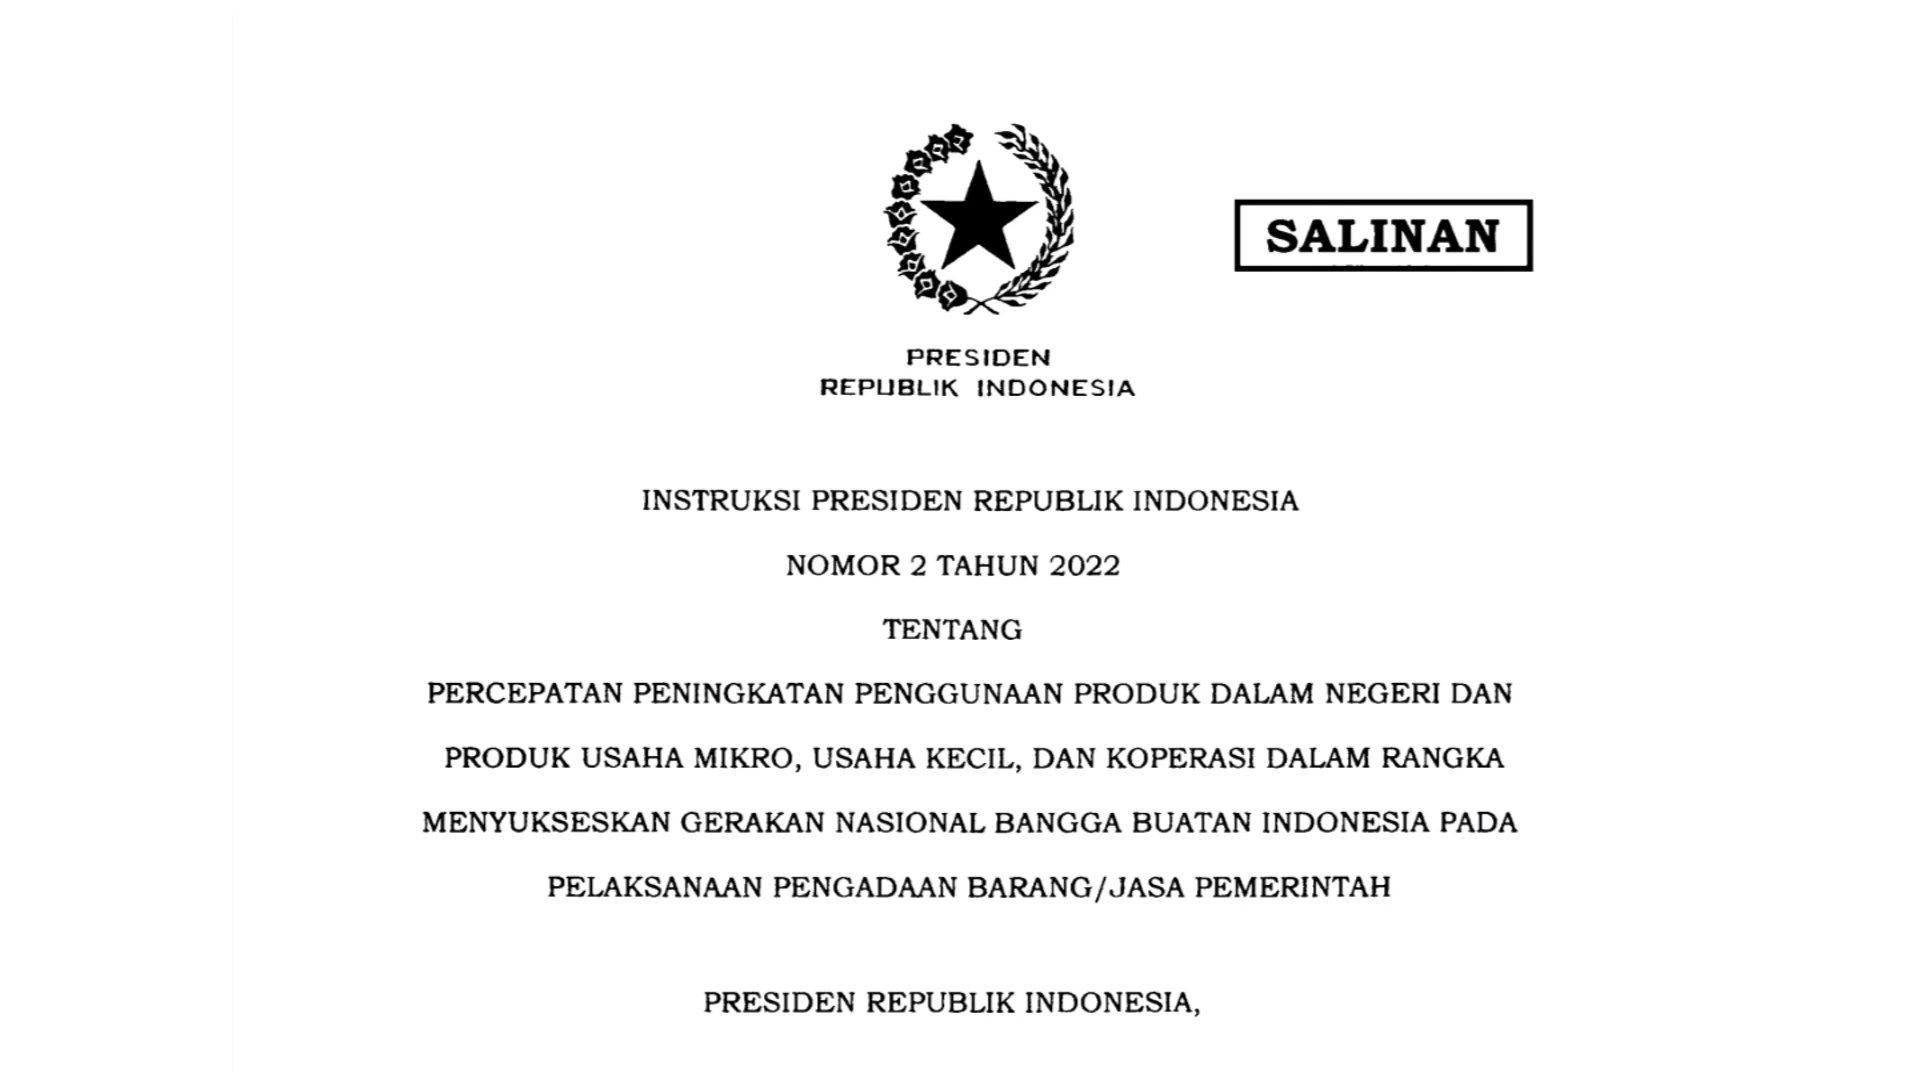 SALINAN
PRESIDEN
REPUBLIK INDONESIA
INSTRUKSI PRESIDEN REPUBLIK INDONESIA
NOMOR 2 TAHUN 2022
TENTANG
PERCEPATAN PENINGKATAN PENGGUNAAN PRODUK DALAM NEGERI DAN
PRODUK USAHA MIKRO, USAHA KECIL, DAN KOPERASI DALAM RANGKA
MENYUKSESKAN GERAKAN NASIONAL BANGGA BUATAN INDONESIA PADA
PELAKSANAAN PENGADAAN BARANG/JASA PEMERINTAH
PRESIDEN REPUBLIK INDONESIA,